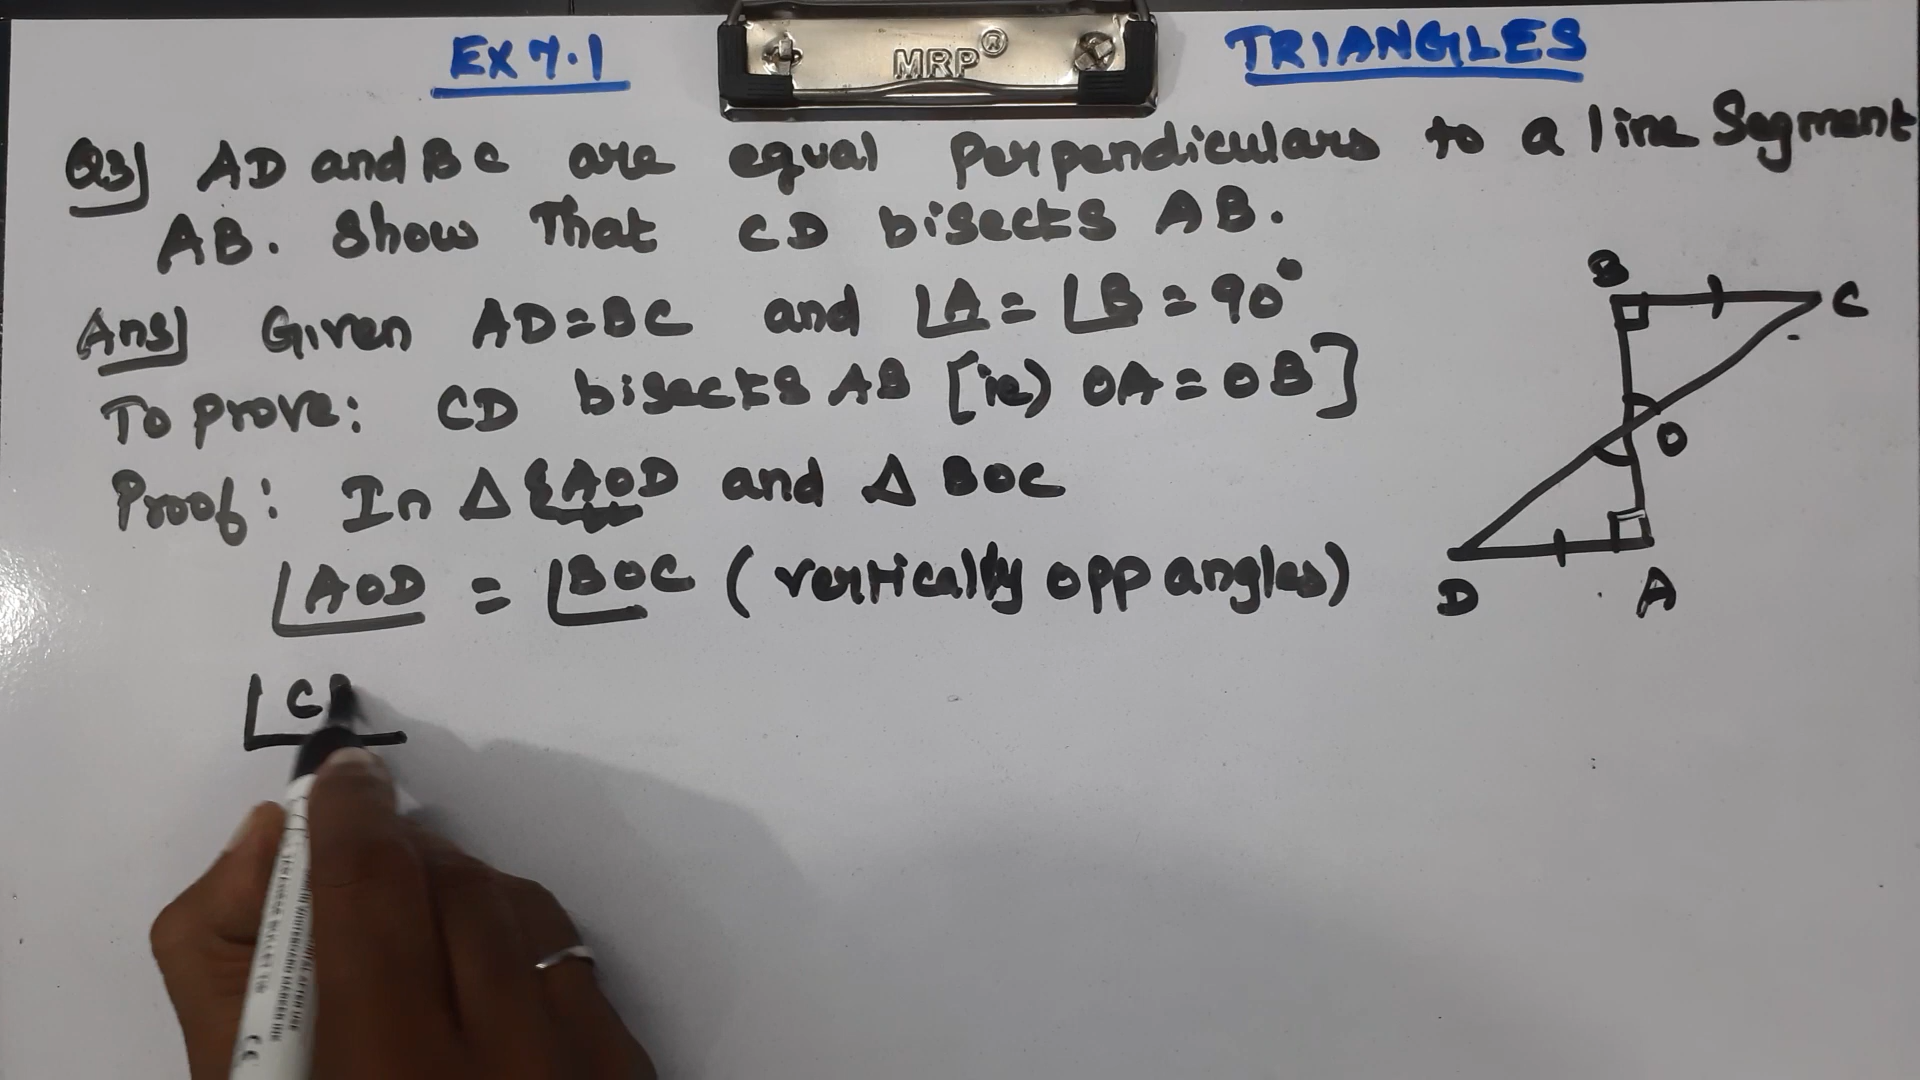 EX 7.1
MRP®
TRIANGLES
Q3] AD and BC are equal perpendiculars to a line Segment
AB. Show That CD bisects AB.
Ans] Given AD=BC and ∠A = ∠B = 90°
To prove: CD bisects AB [ie) OA = OB]
Proof: In Δ AOD and Δ BOC
∠AOD = ∠BOC (vertically opp angles)
∠C
B
C
O
D
A
CE